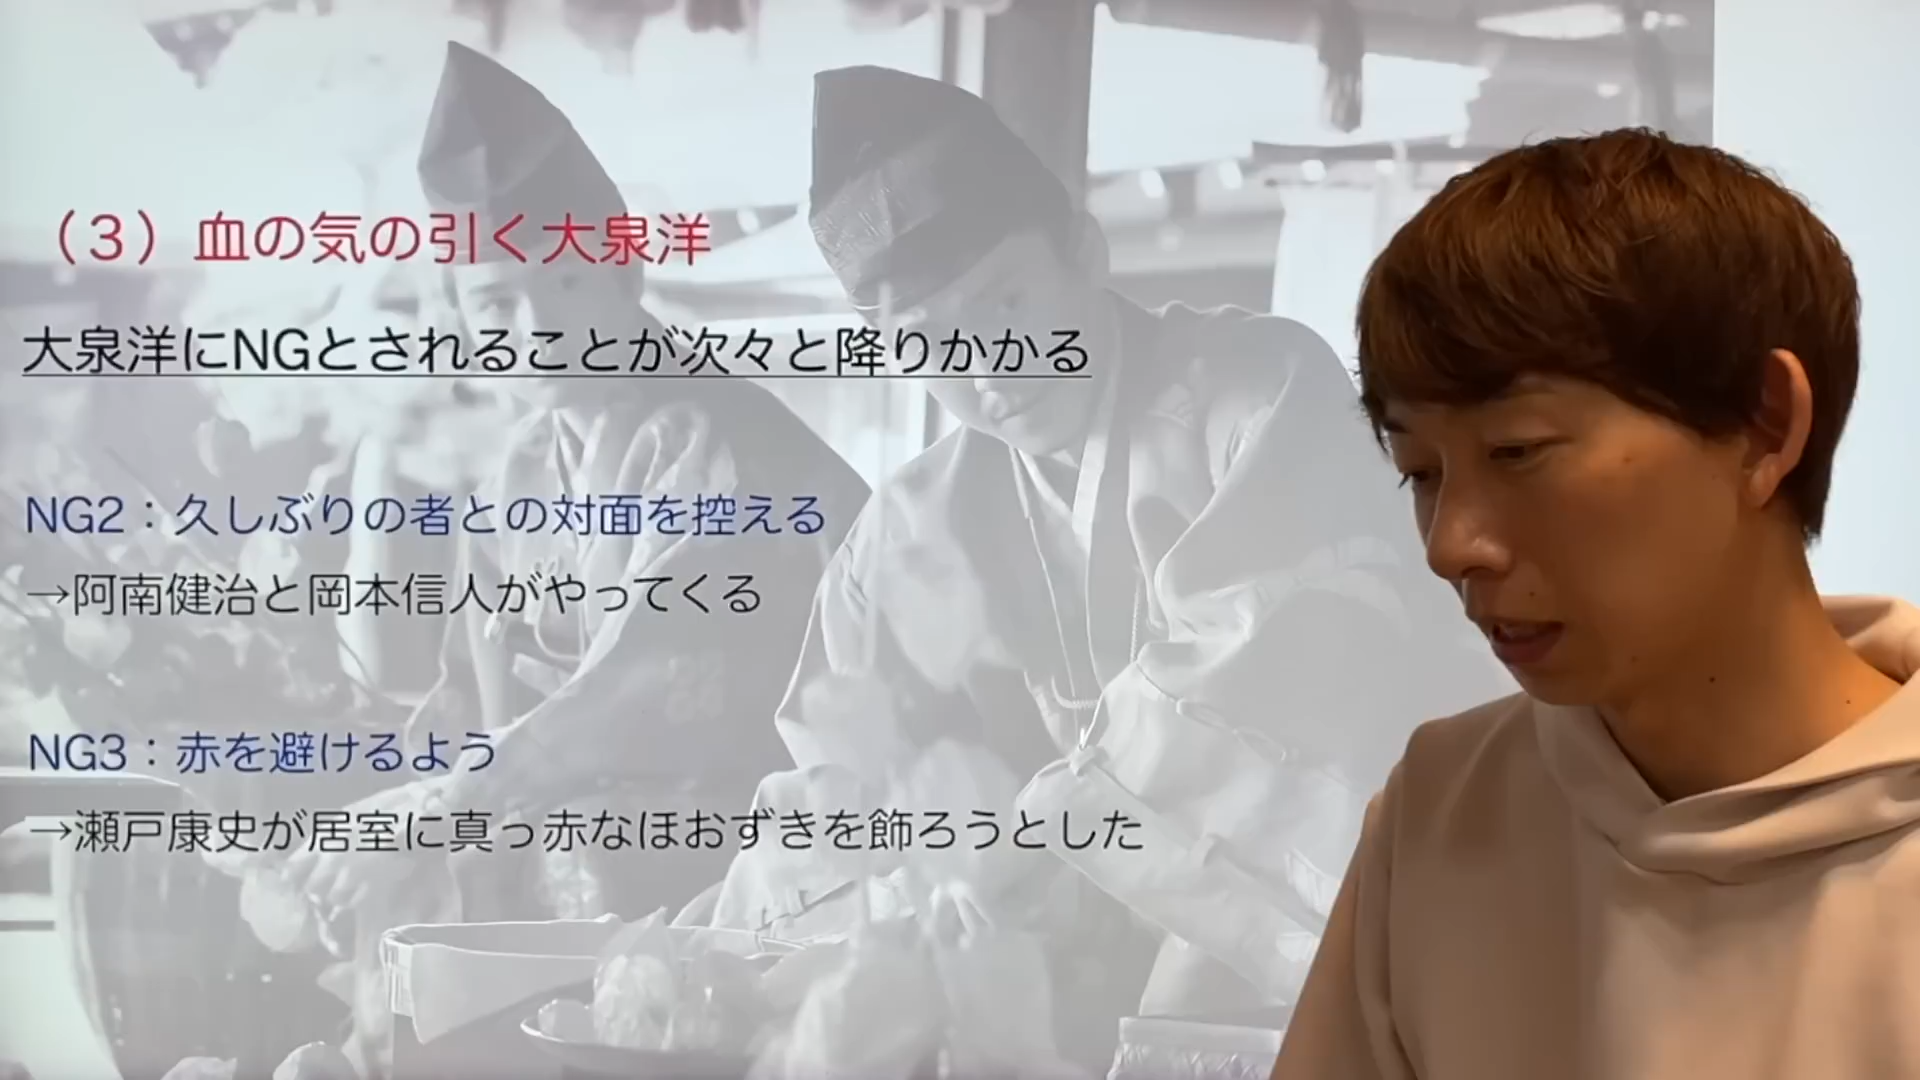 （３）血の気の引く大泉洋
大泉洋にNGとされることが次々と降りかかる
NG2：久しぶりの者との対面を控える
→阿南健治と岡本信人がやってくる
NG3：赤を避けるよう
→瀬戸康史が居室に真っ赤なほおずきを飾ろうとした